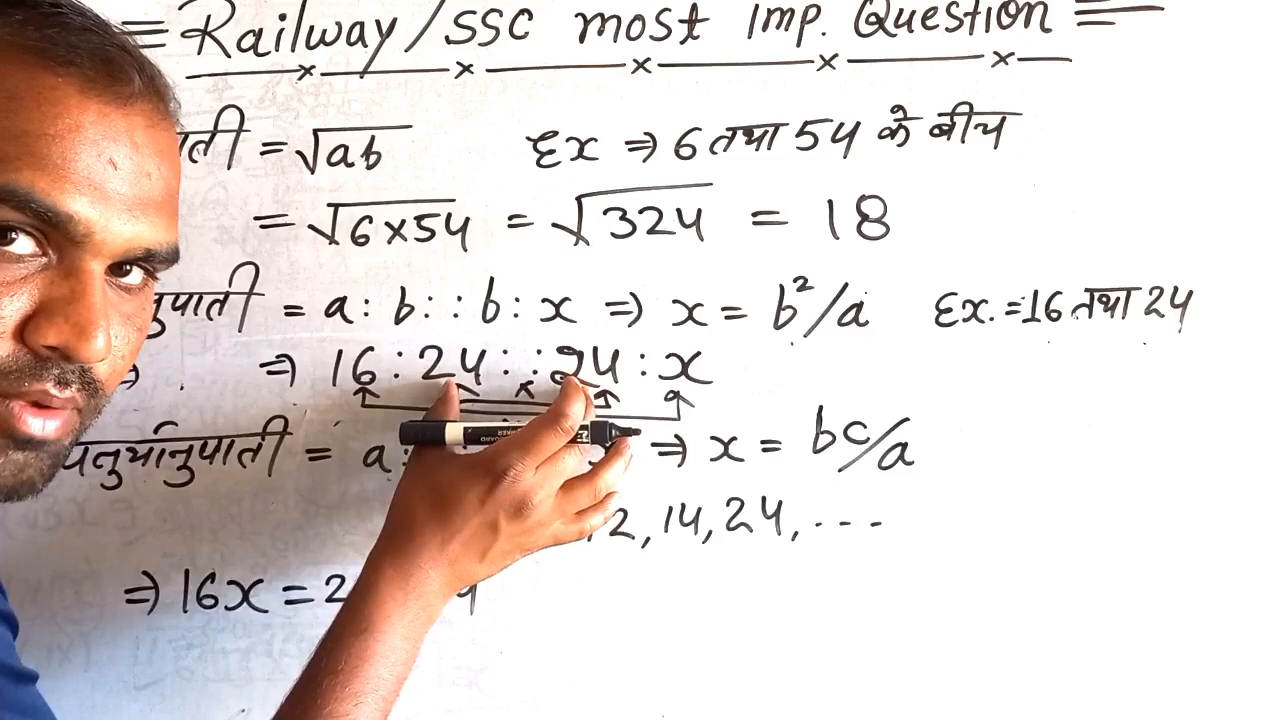 = Railway/SSC most Imp. Question =
= √ab Ex ⇒ 6 तथा 54 के बीच
= √6×54 = √324 = 18
= a : b : : b : x ⇒ x = b²/a Ex. = 16 तथा 24
⇒ 16 : 24 : : 24 : x
चतुर्थानुपाती = a : ⇒ x = bc/a
12, 14, 24, ...
⇒ 16x = 2